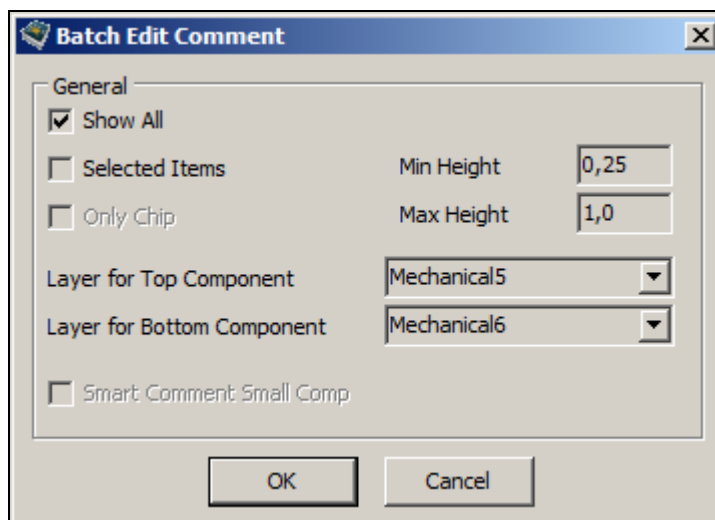 Batch Edit Comment
General
Show All
Selected Items
Min Height
0,25
Only Chip
Max Height
1,0
Layer for Top Component
Mechanical5
Layer for Bottom Component
Mechanical6
Smart Comment Small Comp
OK
Cancel